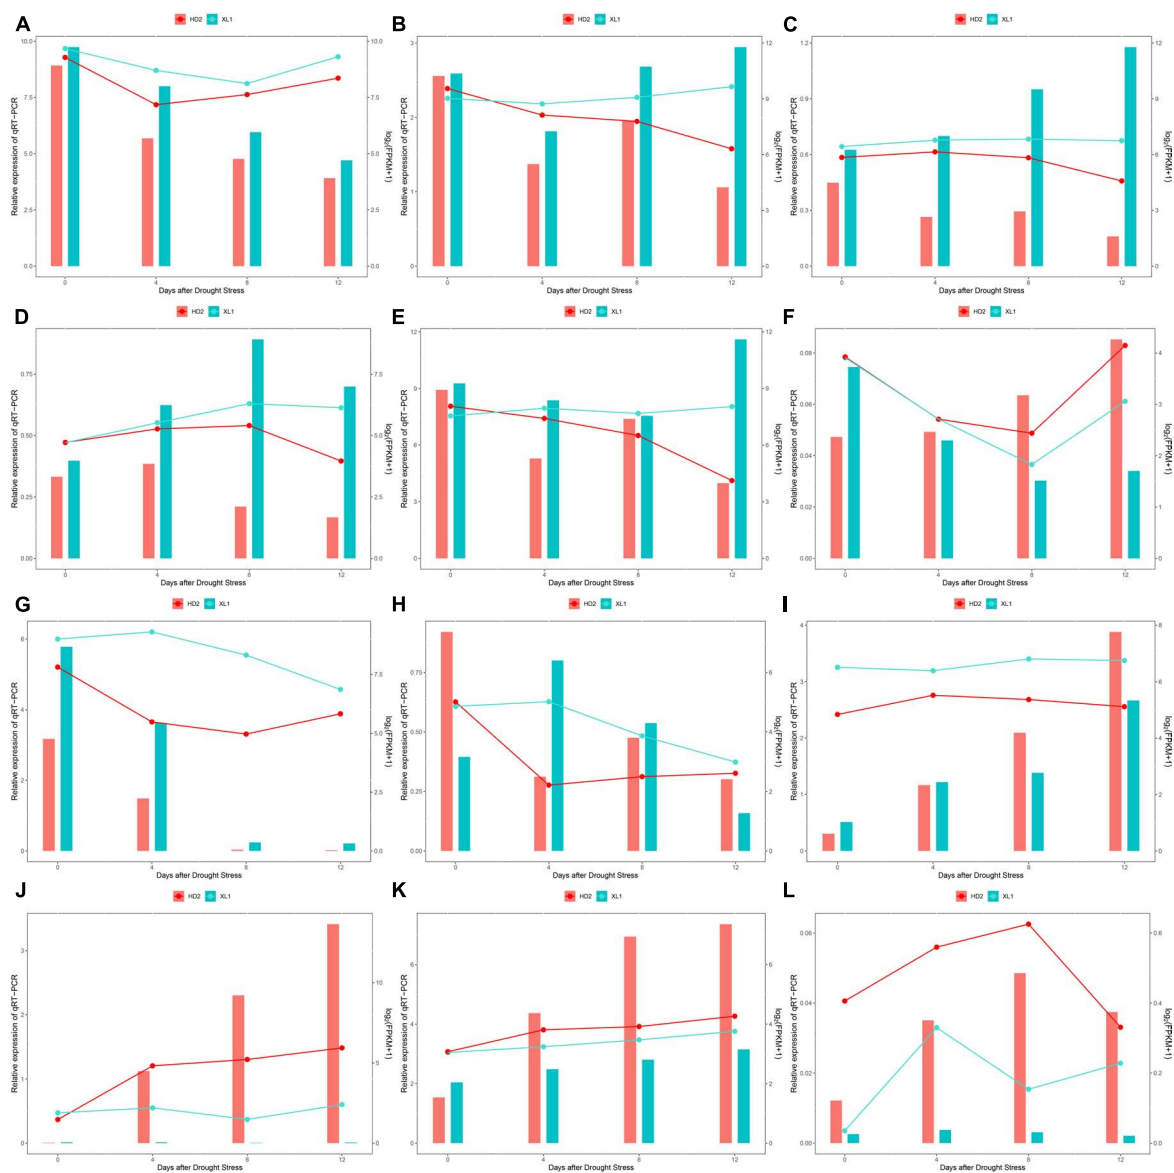 A
HD2 XL1
Relative expression of qRT−PCR
10.0
7.5
5.0
2.5
0.0
10.0
7.5
5.0
2.5
0.0
log2(FPKM+1)
0 4 8 12
Days after Drought Stress
B
HD2 XL1
Relative expression of qRT−PCR
3
2
1
0
12
9
6
3
0
log2(FPKM+1)
0 4 8 12
Days after Drought Stress
C
HD2 XL1
Relative expression of qRT−PCR
1.2
0.9
0.6
0.3
0.0
12
9
6
3
0
log2(FPKM+1)
0 4 8 12
Days after Drought Stress
D
HD2 XL1
Relative expression of qRT−PCR
0.75
0.50
0.25
0.00
7.5
5.0
2.5
0.0
log2(FPKM+1)
0 4 8 12
Days after Drought Stress
E
HD2 XL1
Relative expression of qRT−PCR
12
9
6
3
0
12
9
6
3
0
log2(FPKM+1)
0 4 8 12
Days after Drought Stress
F
HD2 XL1
Relative expression of qRT−PCR
0.08
0.06
0.04
0.02
0.00
4
3
2
1
0
log2(FPKM+1)
0 4 8 12
Days after Drought Stress
G
HD2 XL1
Relative expression of qRT−PCR
6
4
2
0
7.5
5.0
2.5
0.0
log2(FPKM+1)
0 4 8 12
Days after Drought Stress
H
HD2 XL1
Relative expression of qRT−PCR
0.75
0.50
0.25
0.00
6
4
2
0
log2(FPKM+1)
0 4 8 12
Days after Drought Stress
I
HD2 XL1
Relative expression of qRT−PCR
4
3
2
1
0
8
6
4
2
0
log2(FPKM+1)
0 4 8 12
Days after Drought Stress
J
HD2 XL1
Relative expression of qRT−PCR
3
2
1
0
10
5
0
log2(FPKM+1)
0 4 8 12
Days after Drought Stress
K
HD2 XL1
Relative expression of qRT−PCR
6
4
2
0
6
4
2
0
log2(FPKM+1)
0 4 8 12
Days after Drought Stress
L
HD2 XL1
Relative expression of qRT−PCR
0.06
0.04
0.02
0.00
0.6
0.4
0.2
0.0
log2(FPKM+1)
0 4 8 12
Days after Drought Stress